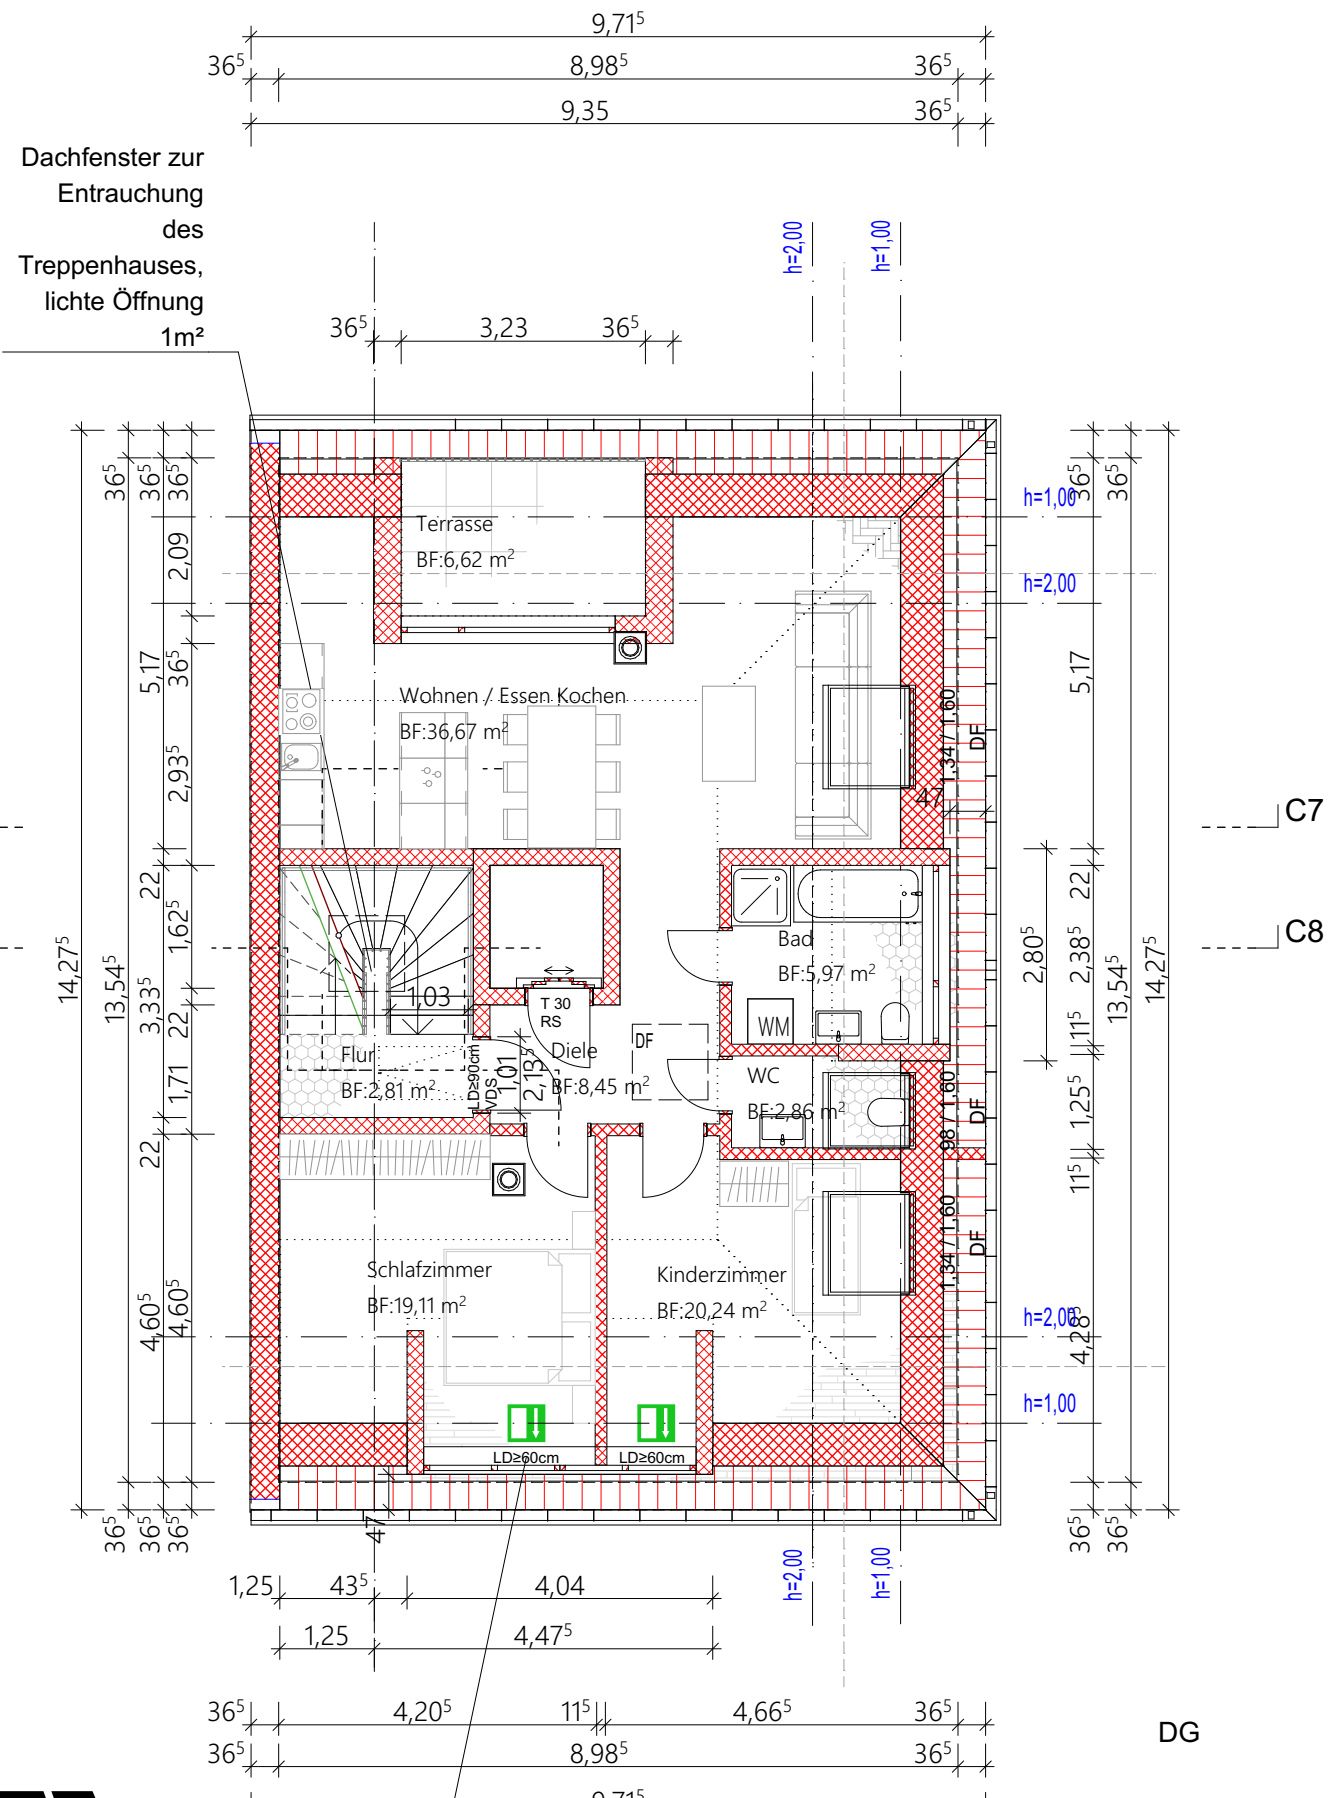 9,71⁵
36⁵ 8,98⁵ 36⁵
9,35 36⁵
Dachfenster zur
Entrauchung
des
Treppenhauses,
lichte Öffnung
1m²
h=2,00
h=1,00
36⁵ 3,23 36⁵
36⁵
36⁵
36⁵
36⁵
36⁵
h=1,00
h=2,00
Terrasse
BF:6,62 m²
2,09
36⁵
5,17
2,93⁵
5,17
Wohnen / Essen Kochen
BF:36,67 m²
1,34 / 1,60
DF
47
C7
C8
22
1,62⁵
3,33⁵
22
1,71
22
14,27⁵
13,54⁵
2,80⁵
22
2,38⁵
11⁵
1,25⁵
11⁵
13,54⁵
14,27⁵
Bad
BF:5,97 m²
WM
1,03
T 30
RS
DF
Flur
BF:2,81 m²
LD≥90cm
VDS
1,01
2,13⁵
Diele
BF:8,45 m²
WC
BF:2,86 m²
98 / 1,60
DF
Schlafzimmer
BF:19,11 m²
Kinderzimmer
BF:20,24 m²
1,34 / 1,60
DF
4,60⁵
4,60⁵
h=2,00
4,28⁵
h=1,00
LD≥60cm LD≥60cm
36⁵
36⁵
36⁵
47
36⁵
36⁵
h=2,00
h=1,00
1,25 43⁵ 4,04
1,25 4,47⁵
36⁵ 4,20⁵ 11⁵ 4,66⁵ 36⁵
36⁵ 8,98⁵ 36⁵
DG
9,71⁵